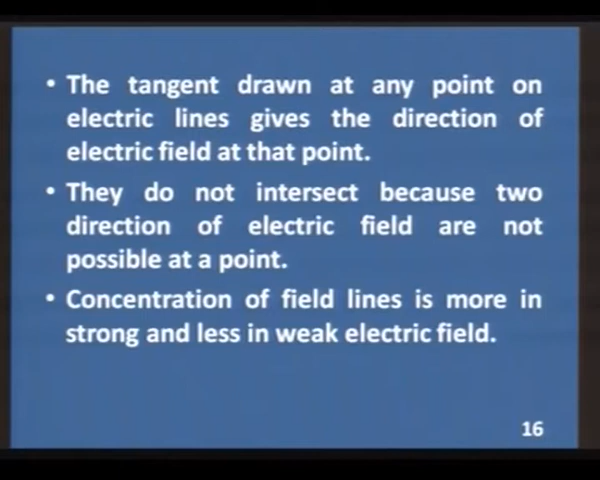 • The tangent drawn at any point on
electric lines gives the direction of
electric field at that point.
• They do not intersect because two
direction of electric field are not
possible at a point.
• Concentration of field lines is more in
strong and less in weak electric field.
16